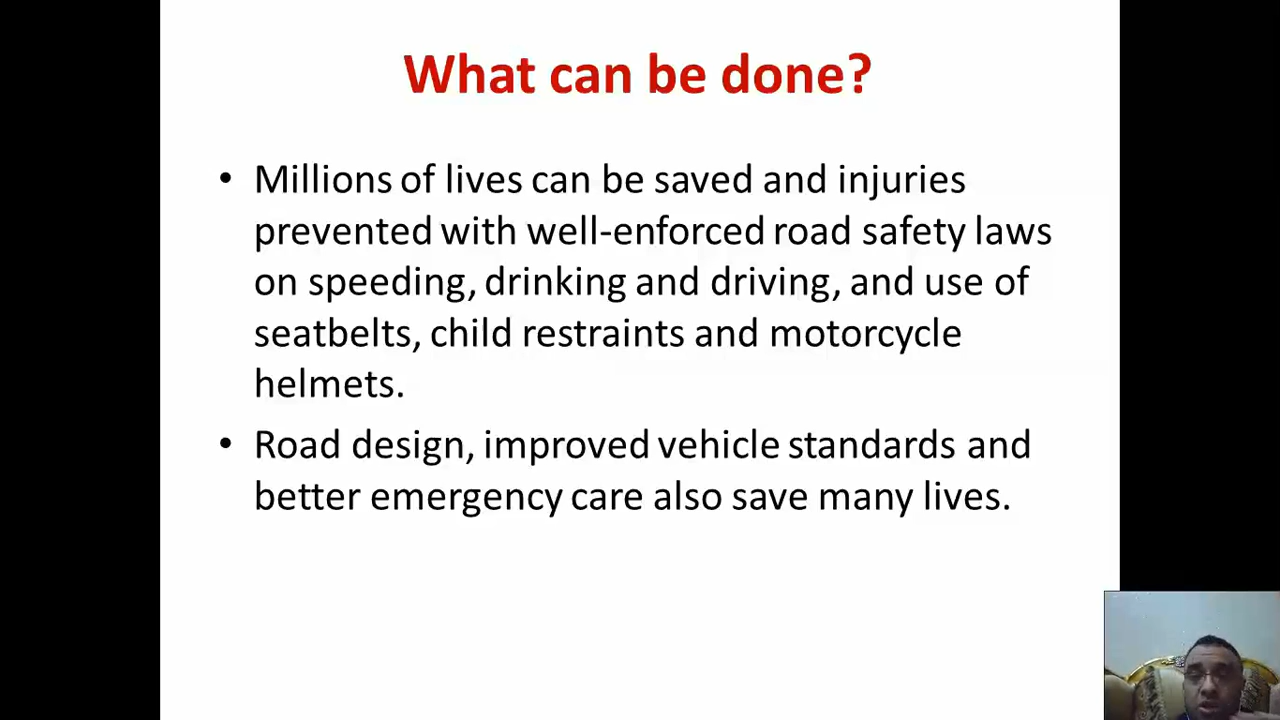 What can be done?
• Millions of lives can be saved and injuries
prevented with well-enforced road safety laws
on speeding, drinking and driving, and use of
seatbelts, child restraints and motorcycle
helmets.
• Road design, improved vehicle standards and
better emergency care also save many lives.